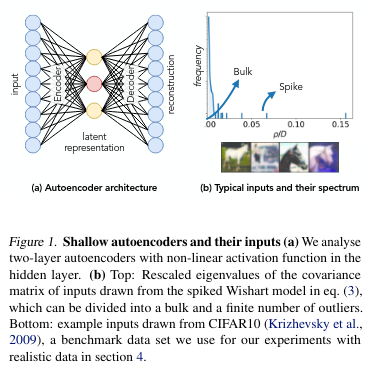 input
Encoder
Decoder
reconstruction
latent
representation
(a) Autoencoder architecture
frequency
Bulk
Spike
.00
0.05
0.10
0.15
ρ/D
(b) Typical inputs and their spectrum
Figure 1. Shallow autoencoders and their inputs (a) We analyse
two-layer autoencoders with non-linear activation function in the
hidden layer. (b) Top: Rescaled eigenvalues of the covariance
matrix of inputs drawn from the spiked Wishart model in eq. (3),
which can be divided into a bulk and a finite number of outliers.
Bottom: example inputs drawn from CIFAR10 (Krizhevsky et al.,
2009), a benchmark data set we use for our experiments with
realistic data in section 4.